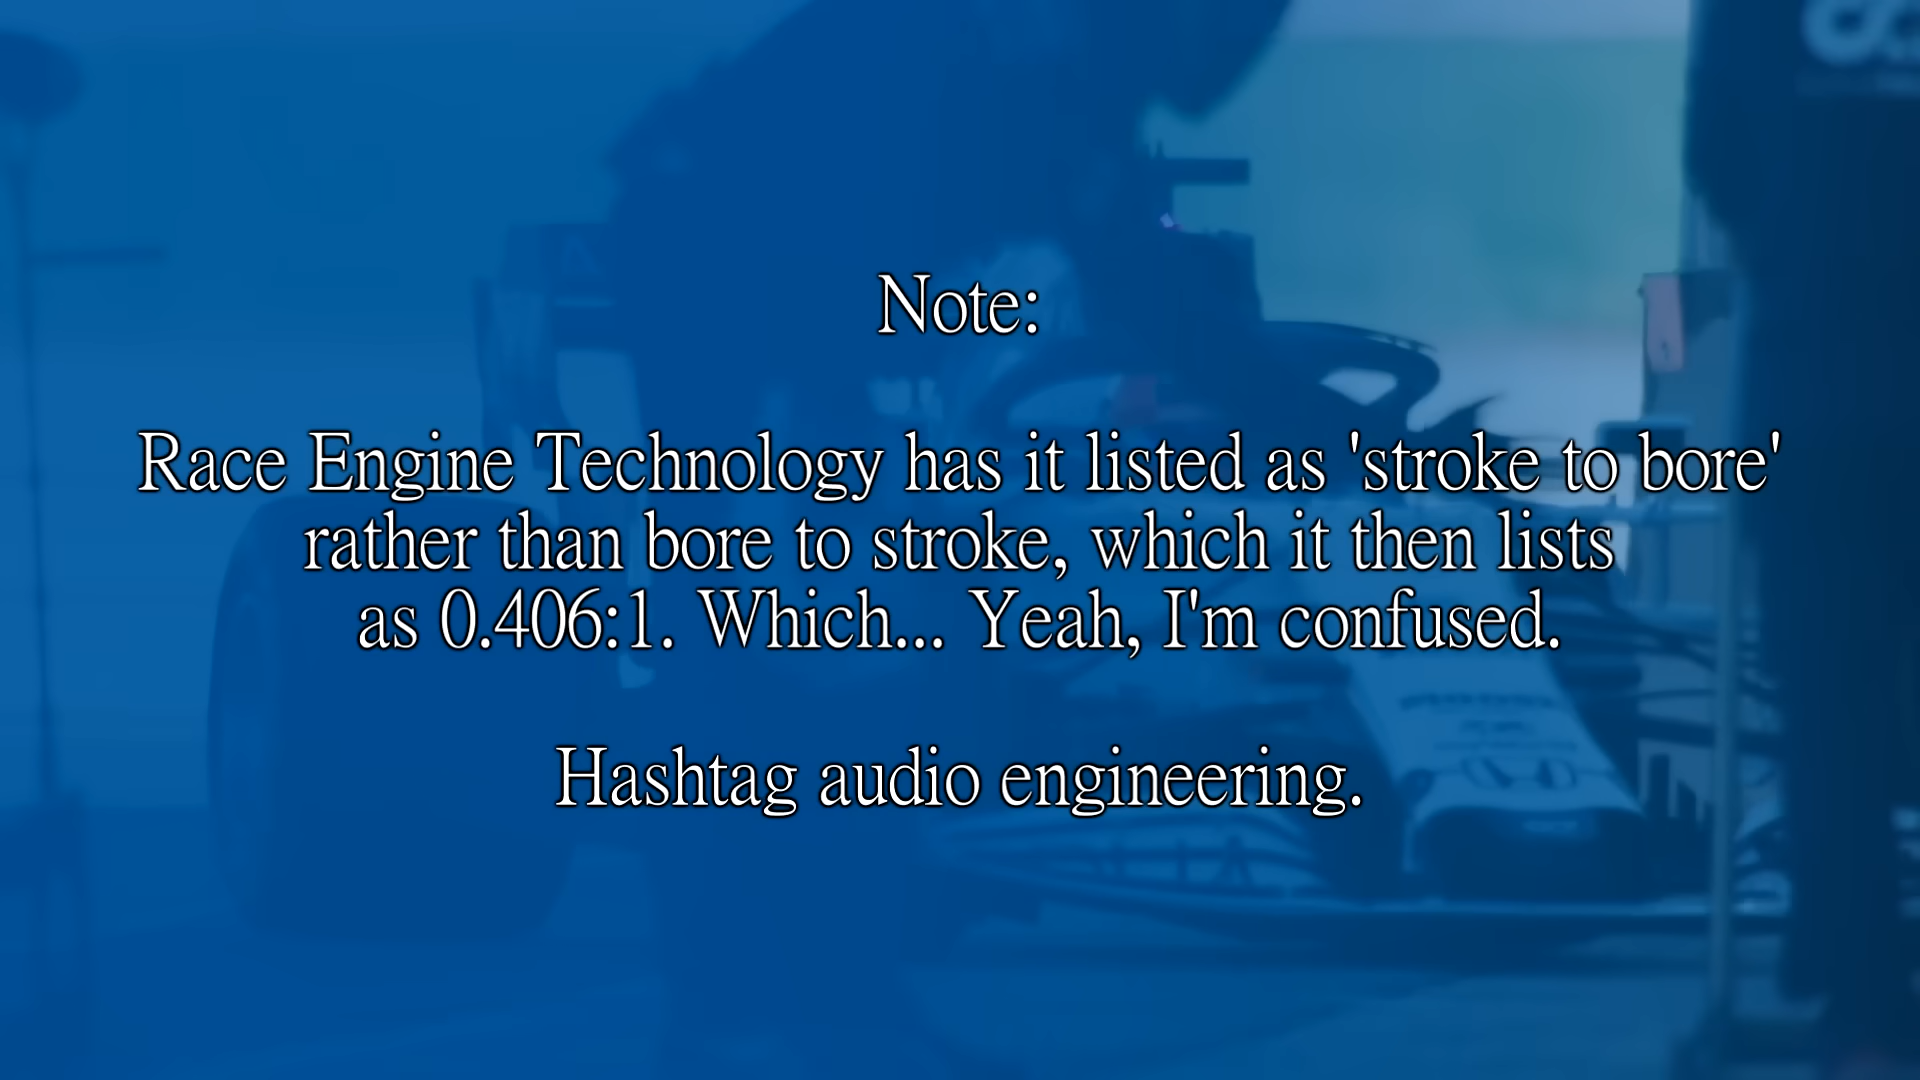 Note:
Race Engine Technology has it listed as 'stroke to bore'
rather than bore to stroke, which it then lists
as 0.406:1. Which... Yeah, I'm confused.
Hashtag audio engineering.